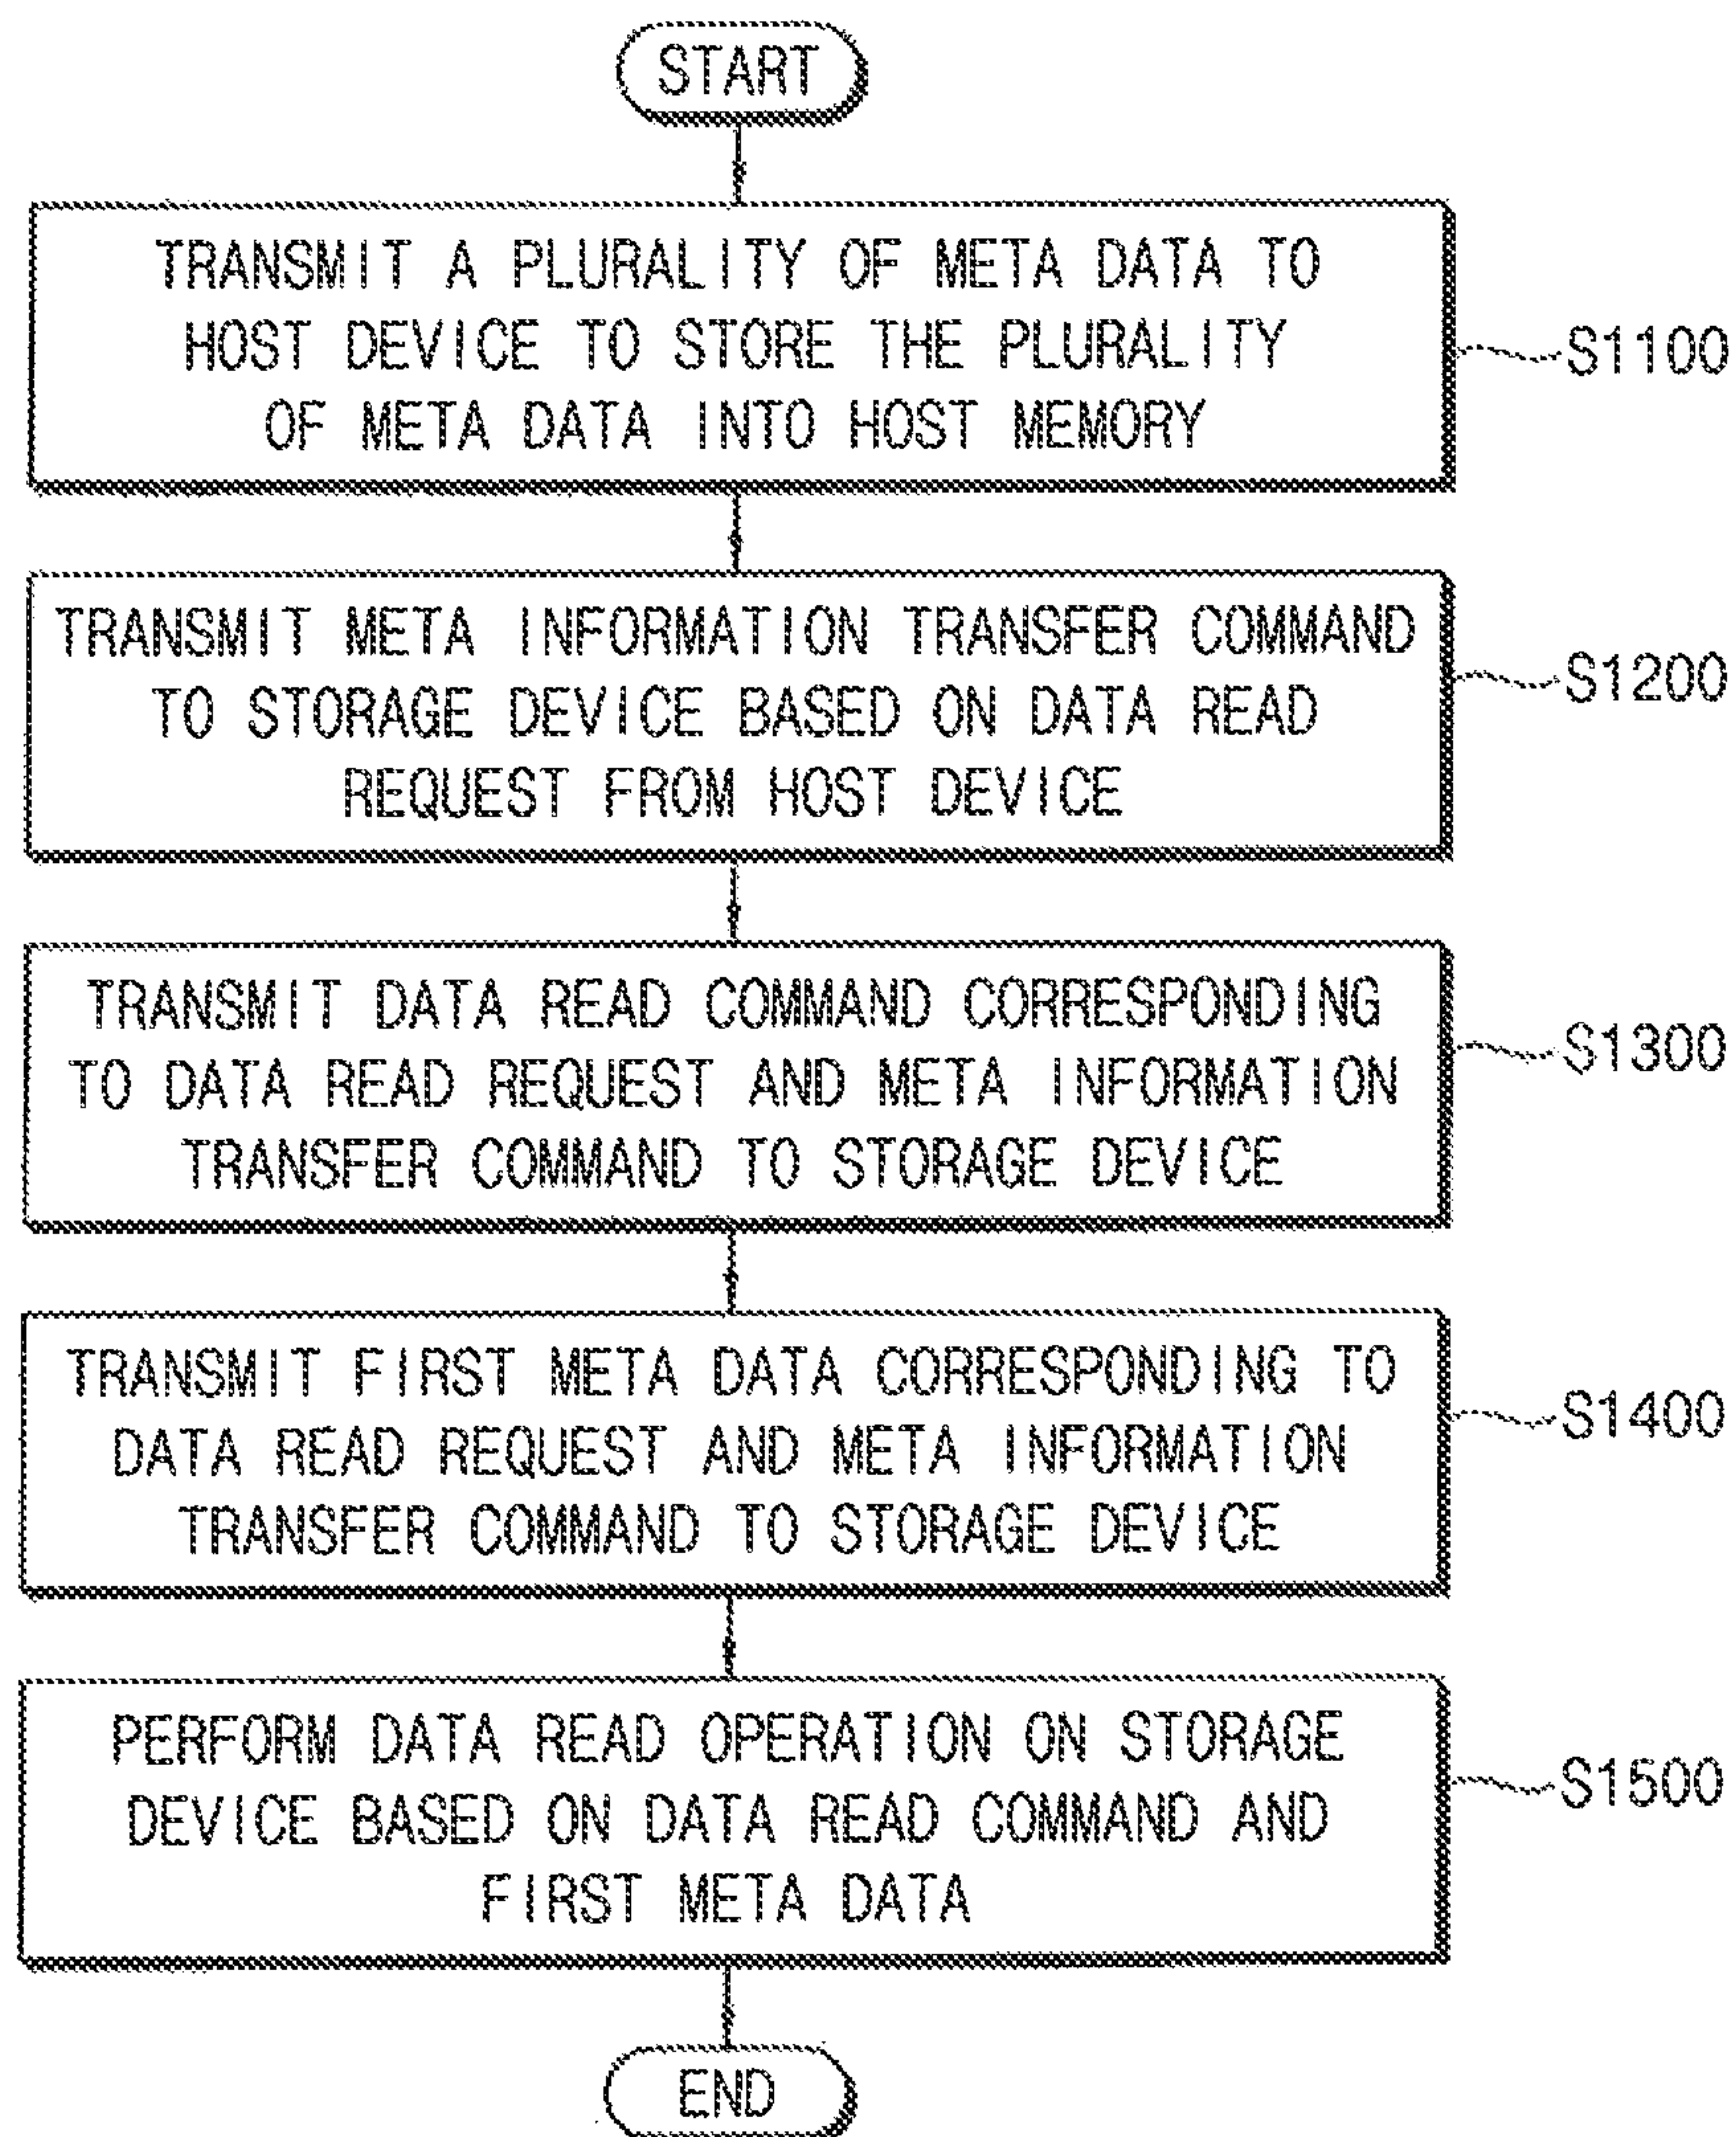 START
TRANSMIT A PLURALITY OF META DATA TO
HOST DEVICE TO STORE THE PLURALITY
OF META DATA INTO HOST MEMORY
S1100
TRANSMIT META INFORMATION TRANSFER COMMAND
TO STORAGE DEVICE BASED ON DATA READ
REQUEST FROM HOST DEVICE
S1200
TRANSMIT DATA READ COMMAND CORRESPONDING
TO DATA READ REQUEST AND META INFORMATION
TRANSFER COMMAND TO STORAGE DEVICE
S1300
TRANSMIT FIRST META DATA CORRESPONDING TO
DATA READ REQUEST AND META INFORMATION
TRANSFER COMMAND TO STORAGE DEVICE
S1400
PERFORM DATA READ OPERATION ON STORAGE
DEVICE BASED ON DATA READ COMMAND AND
FIRST META DATA
S1500
END